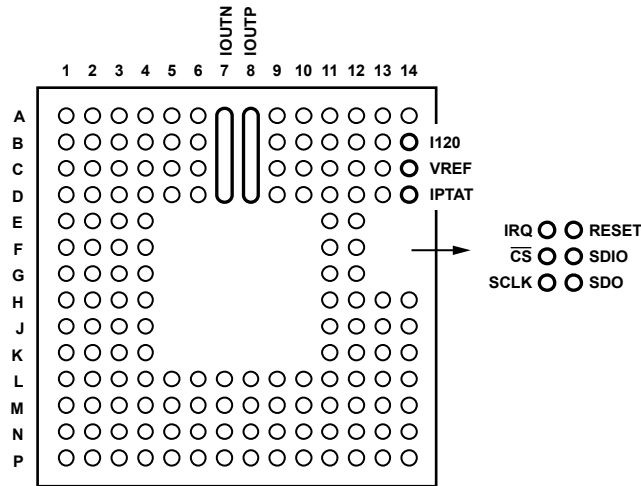 IOUTN
IOUTP
1 2 3 4 5 6 7 8 9 10 11 12 13 14
A
B I120
C VREF
D IPTAT
E
F
G
H
J
K
L
M
N
P
IRQ RESET
CS SDIO
SCLK SDO